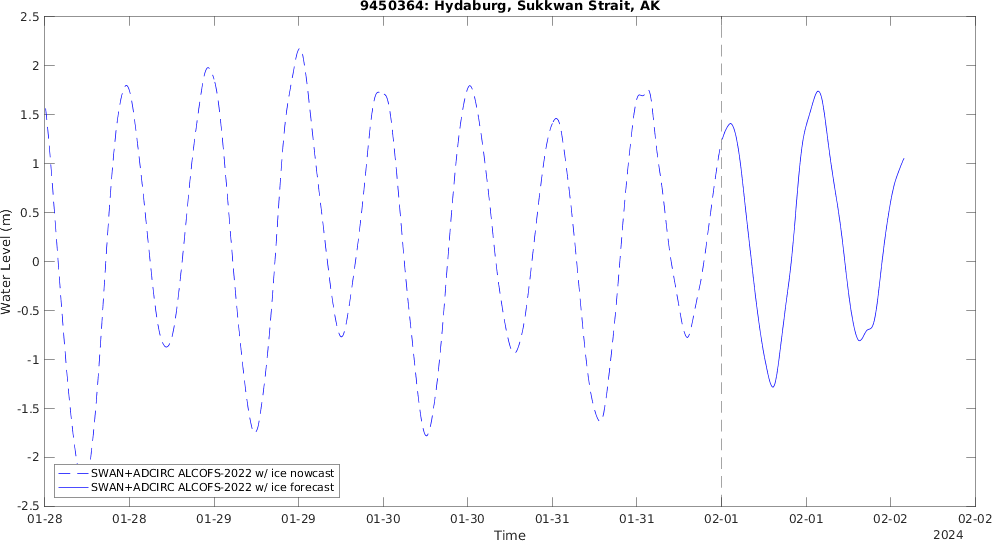 9450364: Hydaburg, Sukkwan Strait, AK
2.5
2
1.5
1
0.5
0
-0.5
-1
-1.5
-2
-2.5
Water Level (m)
SWAN+ADCIRC ALCOFS-2022 w/ ice nowcast
SWAN+ADCIRC ALCOFS-2022 w/ ice forecast
01-28 01-28 01-29 01-29 01-30 01-30 01-31 01-31 02-01 02-01 02-02 02-02
Time
2024